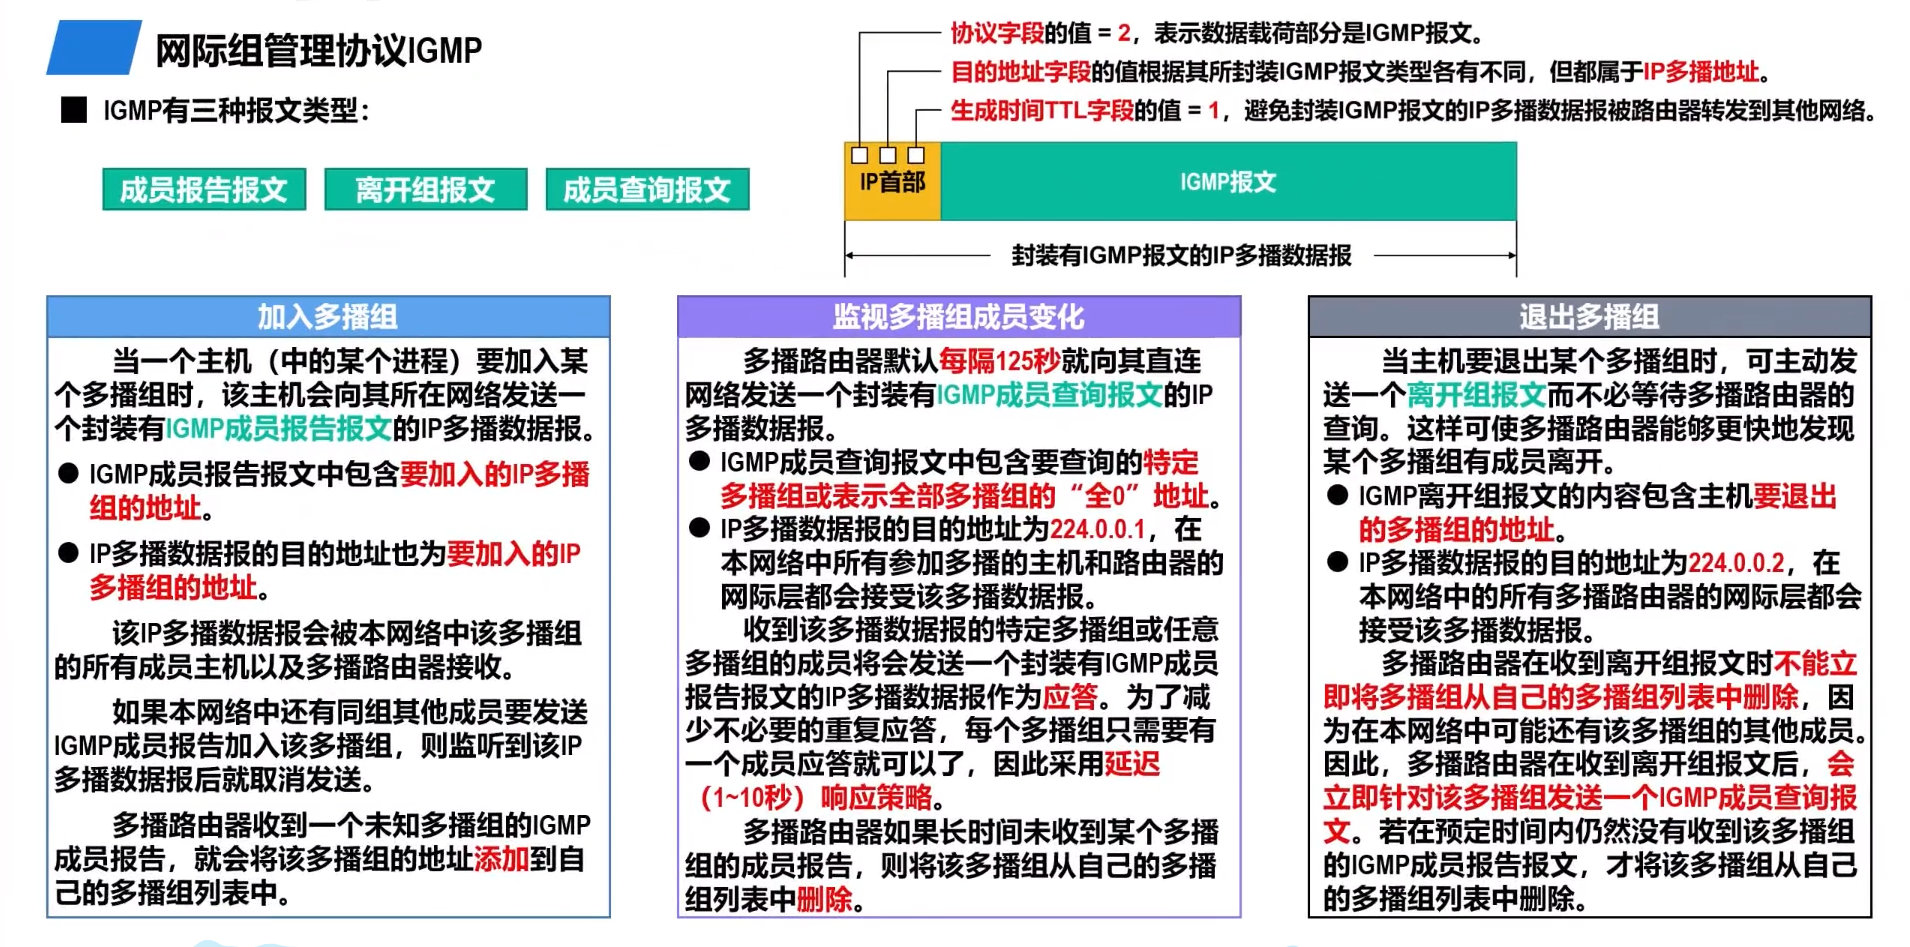 网际组管理协议IGMP
IGMP有三种报文类型：
成员报告报文
离开组报文
成员查询报文
协议字段的值 = 2，表示数据载荷部分是IGMP报文。
目的地址字段的值根据其所封装IGMP报文类型各有不同，但都属于IP多播地址。
生成时间TTL字段的值 = 1，避免封装IGMP报文的IP多播数据报被路由器转发到其他网络。
IP首部
IGMP报文
封装有IGMP报文的IP多播数据报
加入多播组
当一个主机（中的某个进程）要加入某
个多播组时，该主机会向其所在网络发送一
个封装有IGMP成员报告报文的IP多播数据报。
● IGMP成员报告报文中包含要加入的IP多播
组的地址。
● IP多播数据报的目的地址也为要加入的IP
多播组的地址。
该IP多播数据报会被本网络中该多播组
的所有成员主机以及多播路由器接收。
如果本网络中还有同组其他成员要发送
IGMP成员报告加入该多播组，则监听到该IP
多播数据报后就取消发送。
多播路由器收到一个未知多播组的IGMP
成员报告，就会将该多播组的地址添加到自
己的多播组列表中。
监视多播组成员变化
多播路由器默认每隔125秒就向其直连
网络发送一个封装有IGMP成员查询报文的IP
多播数据报。
● IGMP成员查询报文中包含要查询的特定
多播组或表示全部多播组的“全0”地址。
● IP多播数据报的目的地址为224.0.0.1，在
本网络中所有参加多播的主机和路由器的
网际层都会接受该多播数据报。
收到该多播数据报的特定多播组或任意
多播组的成员将会发送一个封装有IGMP成员
报告报文的IP多播数据报作为应答。为了减
少不必要的重复应答，每个多播组只需要有
一个成员应答就可以了，因此采用延迟
（1~10秒）响应策略。
多播路由器如果长时间未收到某个多播
组的成员报告，则将该多播组从自己的多播
组列表中删除。
退出多播组
当主机要退出某个多播组时，可主动发
送一个离开组报文而不必等待多播路由器的
查询。这样可使多播路由器能够更快地发现
某个多播组有成员离开。
● IGMP离开组报文的内容包含主机要退出
的多播组的地址。
● IP多播数据报的目的地址为224.0.0.2，在
本网络中的所有多播路由器的网际层都会
接受该多播数据报。
多播路由器在收到离开组报文时不能立
即将多播组从自己的多播组列表中删除，因
为在本网络中可能还有该多播组的其他成员。
因此，多播路由器在收到离开组报文后，会
立即针对该多播组发送一个IGMP成员查询报
文。若在预定时间内仍然没有收到该多播组
的IGMP成员报告报文，才将该多播组从自己
的多播组列表中删除。